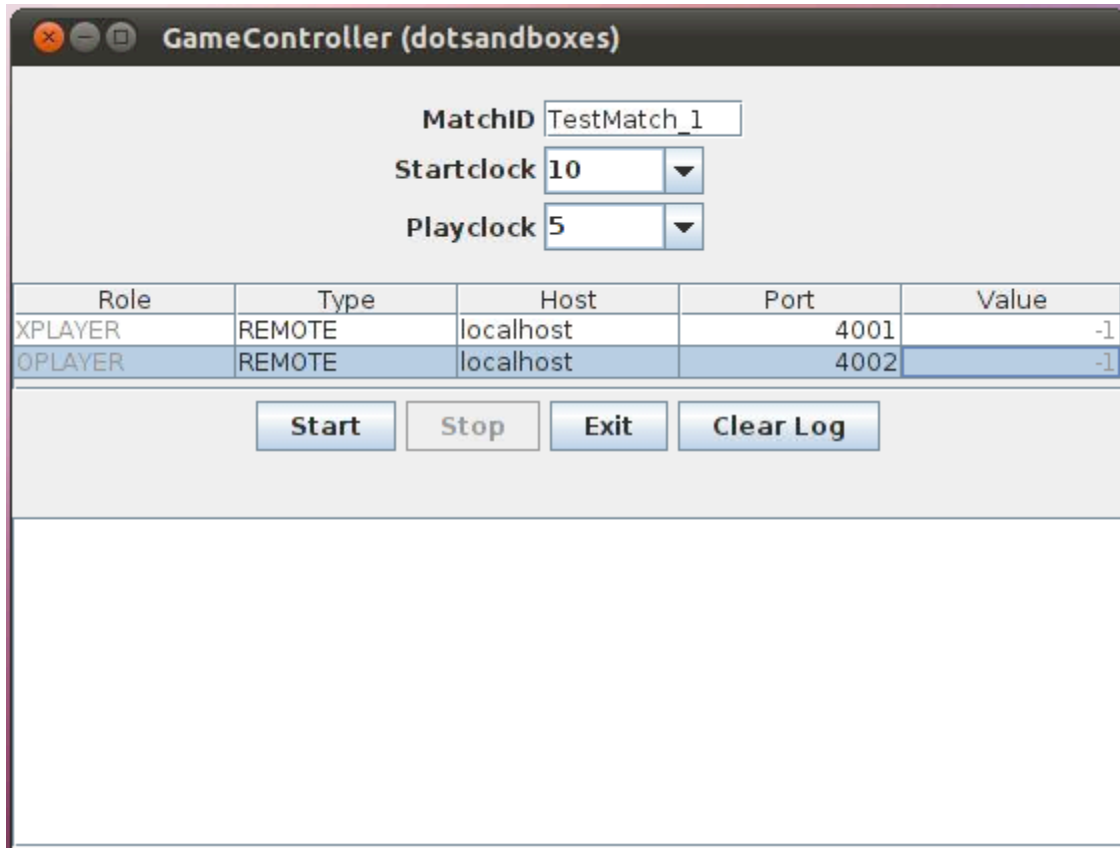 GameController (dotsandboxes)
MatchID TestMatch_1
Startclock 10
Playclock 5
Role Type Host Port Value
XPLAYER REMOTE localhost 4001 -1
OPLAYER REMOTE localhost 4002 -1
Start Stop Exit Clear Log